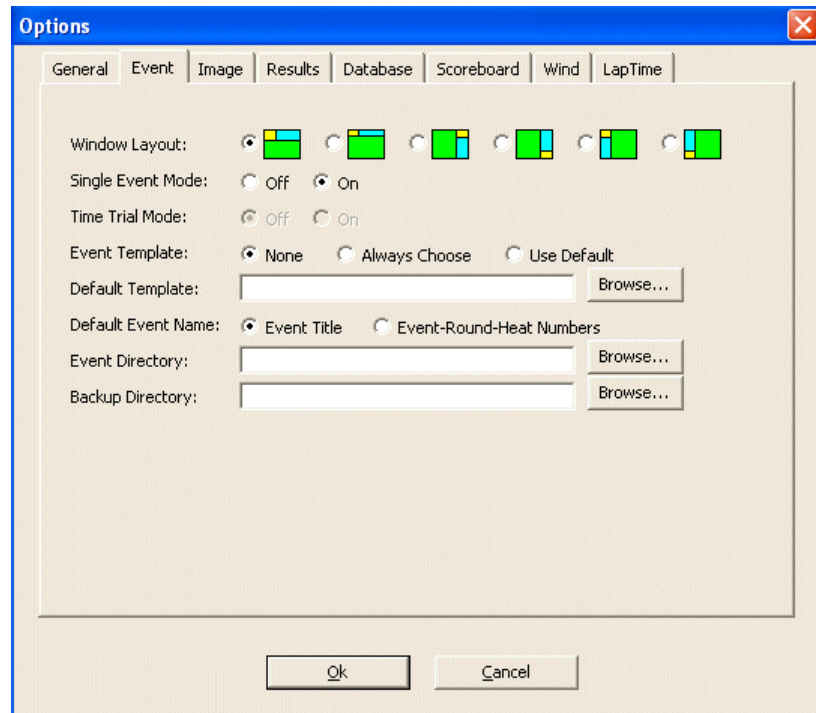 Options
General Event Image Results Database Scoreboard Wind LapTime
Window Layout:
Single Event Mode: Off On
Time Trial Mode: Off On
Event Template: None Always Choose Use Default
Default Template: Browse...
Default Event Name: Event Title Event-Round-Heat Numbers
Event Directory: Browse...
Backup Directory: Browse...
Ok Cancel